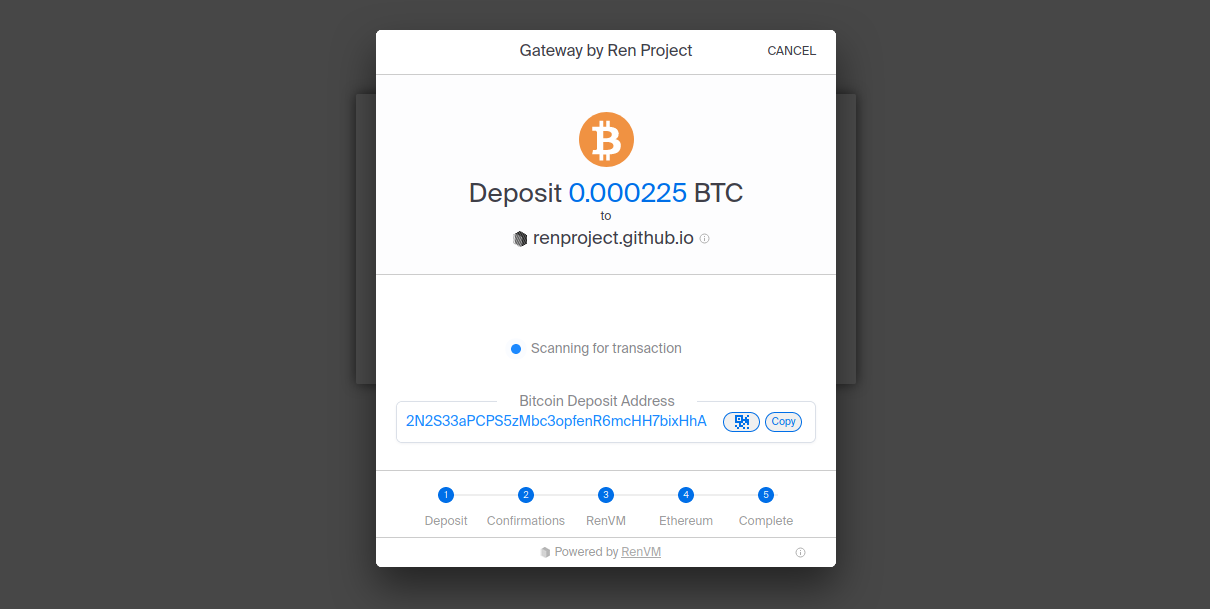 Gateway by Ren Project
CANCEL
Deposit 0.000225 BTC
to
renproject.github.io
Scanning for transaction
Bitcoin Deposit Address
2N2S33aPCPS5zMbc3opfenR6mcHH7bixHhA
Copy
1 2 3 4 5
Deposit Confirmations RenVM Ethereum Complete
Powered by RenVM